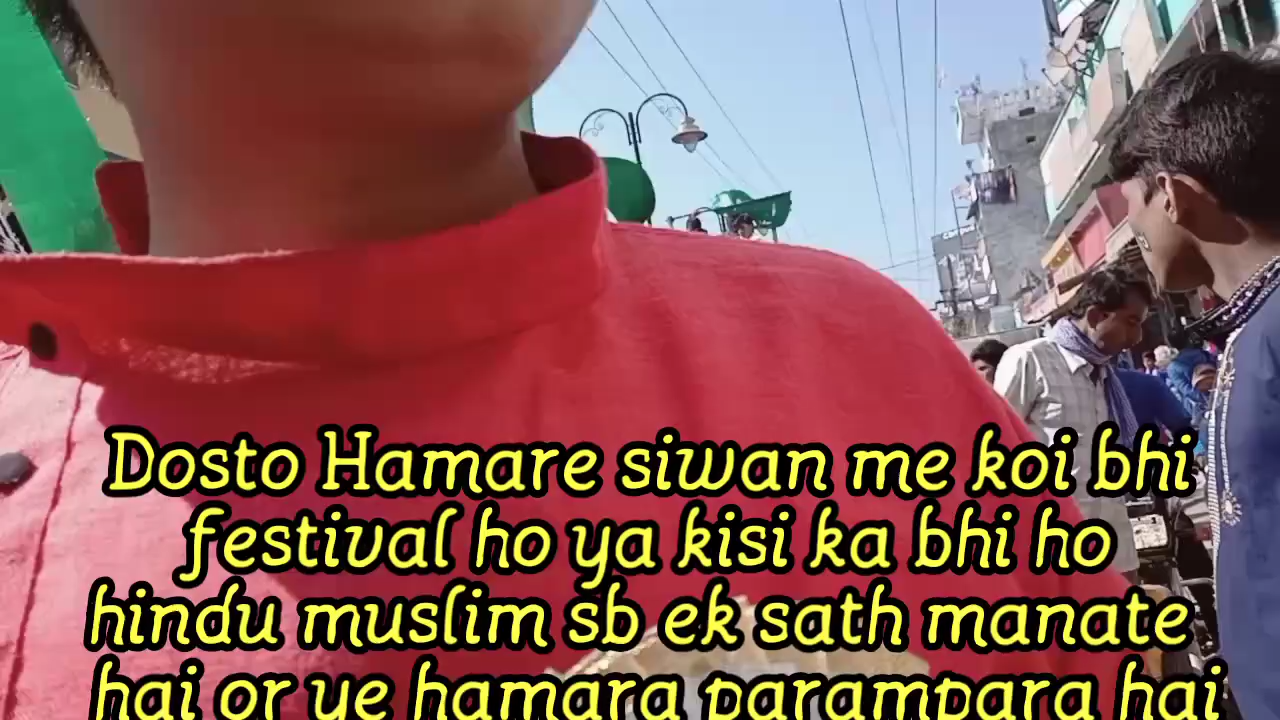 Dosto Hamare siwan me koi bhi
festival ho ya kisi ka bhi ho
hindu muslim sb ek sath manate
hai or ye hamara parampara hai